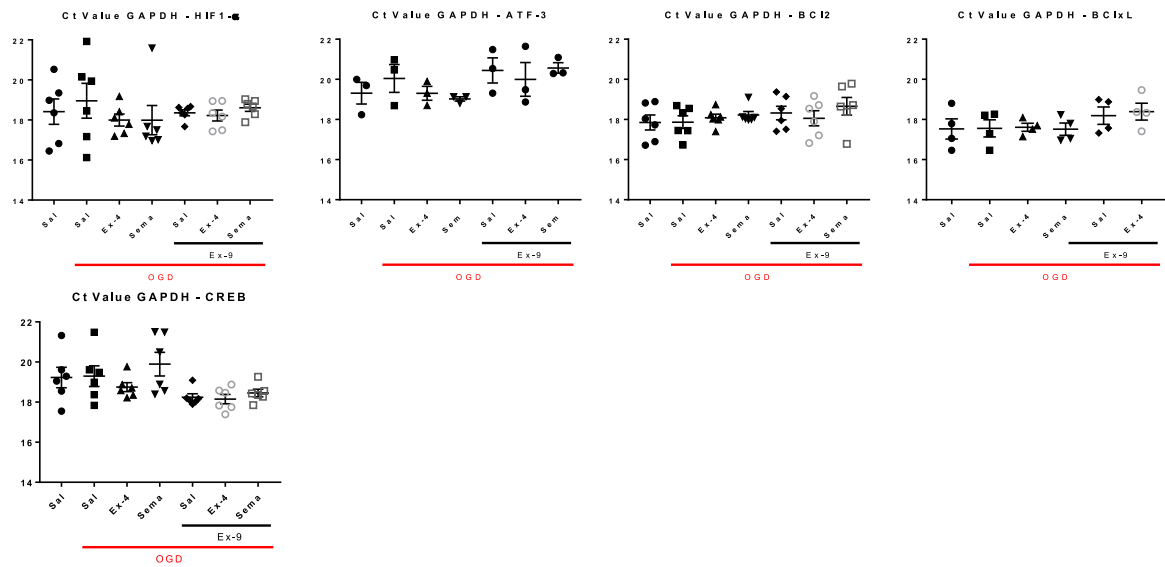 Ct Value GAPDH - HIF1-α
22
20
18
16
14
Sal
Sal
Ex-4
Sema
Sal
Ex-4
Sema
Ex-9
OGD
Ct Value GAPDH - ATF-3
22
20
18
16
14
Sal
Sal
Ex-4
Sem
Sal
Ex-4
Sem
Ex-9
OGD
Ct Value GAPDH - BCl2
22
20
18
16
14
Sal
Sal
Ex-4
Sema
Sal
Ex-4
Sema
Ex-9
OGD
Ct Value GAPDH - BClxL
22
20
18
16
14
Sal
Sal
Ex-4
Sema
Sal
Ex-4
Ex-9
OGD
Ct Value GAPDH - CREB
22
20
18
16
14
Sal
Sal
Ex-4
Sema
Sal
Ex-4
Sema
Ex-9
OGD